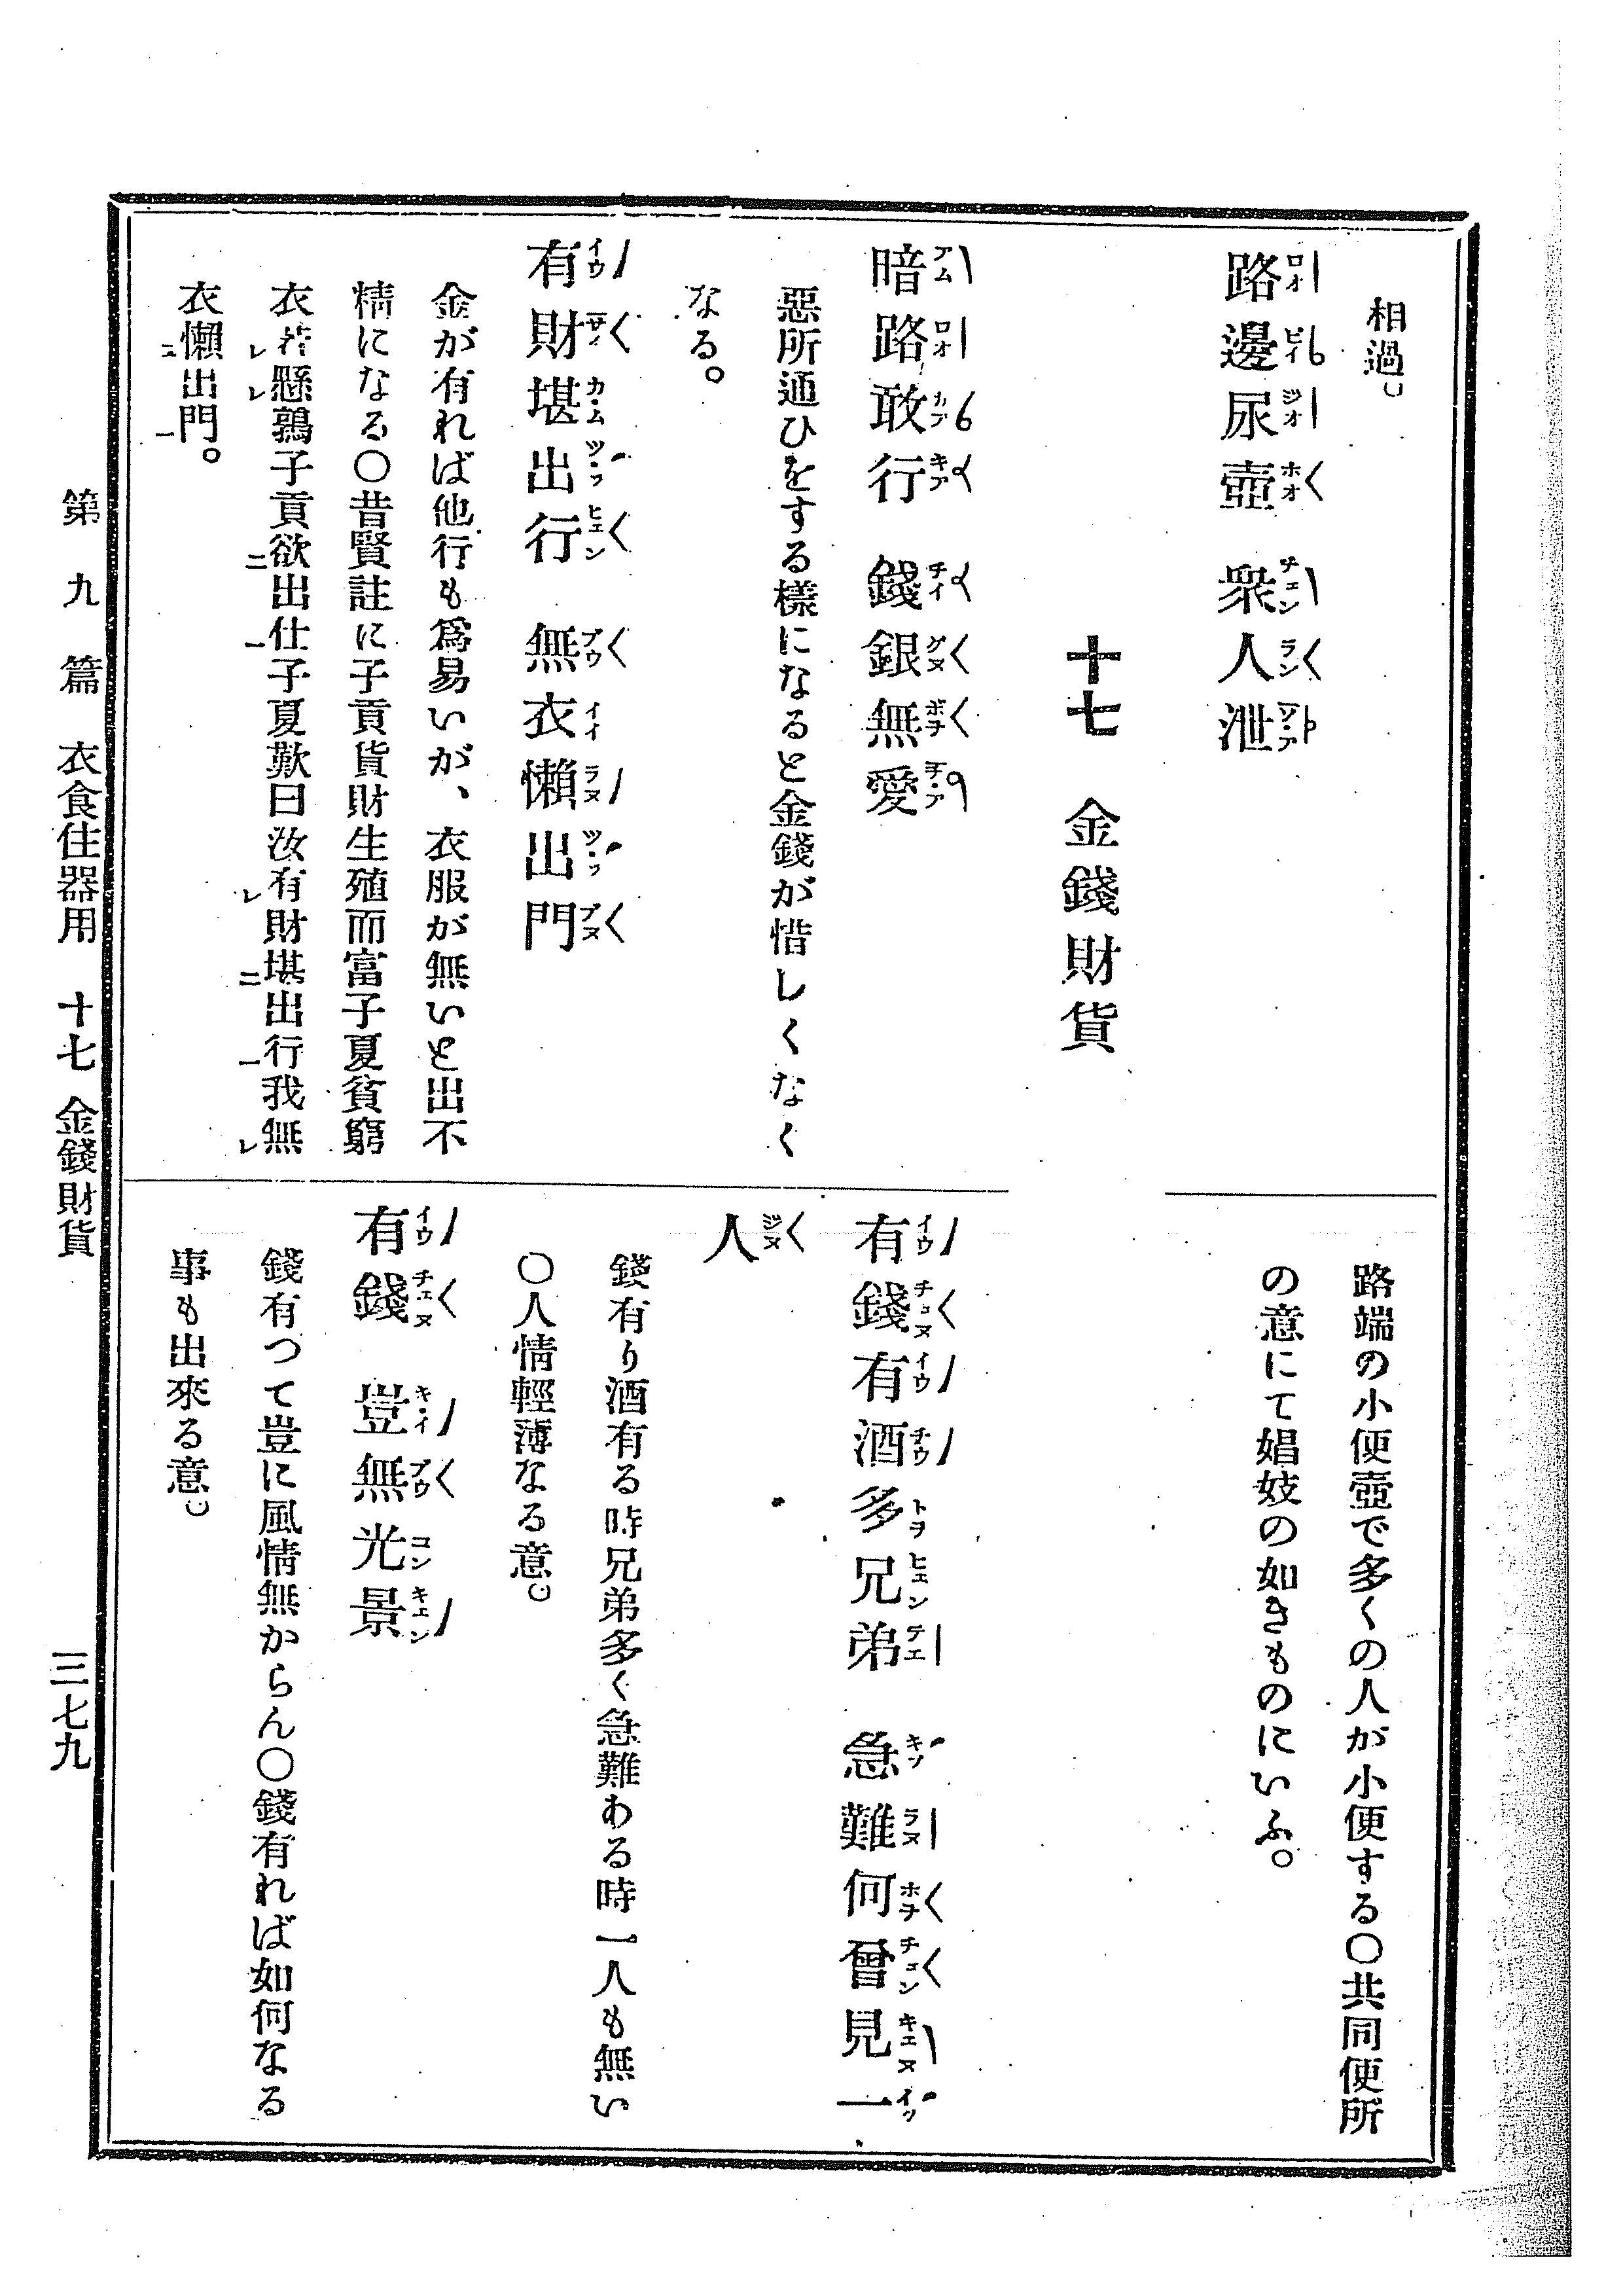 相過。
路邊尿壺　衆人泄
路端の小便壺で多くの人が小便する〇共同便所
の意にて娼妓の如きものにいふ。
十七　金錢財貨
暗路敢行　錢銀無愛
惡所通ひをする樣になると金錢が惜しくなく
なる。
有財堪出行　無衣懶出門
金が有れば他行も爲易いが、衣服が無いと出不
精になる〇昔賢註に子貢貨財生殖而富子夏貧窮
衣若懸鶉子貢欲出仕子夏歎曰汝有財堪出行我無
衣懶出門。
有錢有酒多兄弟　急難何曾見一
人
錢有り酒有る時兄弟多く急難ある時一人も無い
〇人情輕薄なる意。
有錢　豈無光景
錢有つて豈に風情無からん〇錢有れば如何なる
事も出來る意。
第九篇　衣食住器用　十七　金錢財貨
三七九